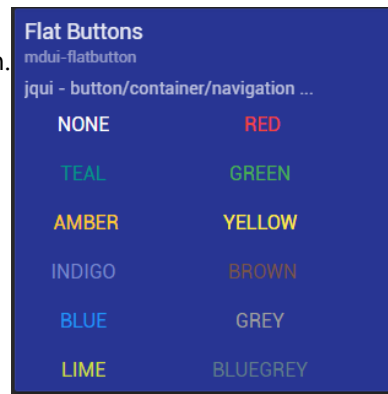 Flat Buttons
mdui-flatbutton
jqui - button/container/navigation ...
NONE RED
TEAL GREEN
AMBER YELLOW
INDIGO BROWN
BLUE GREY
LIME BLUEGREY